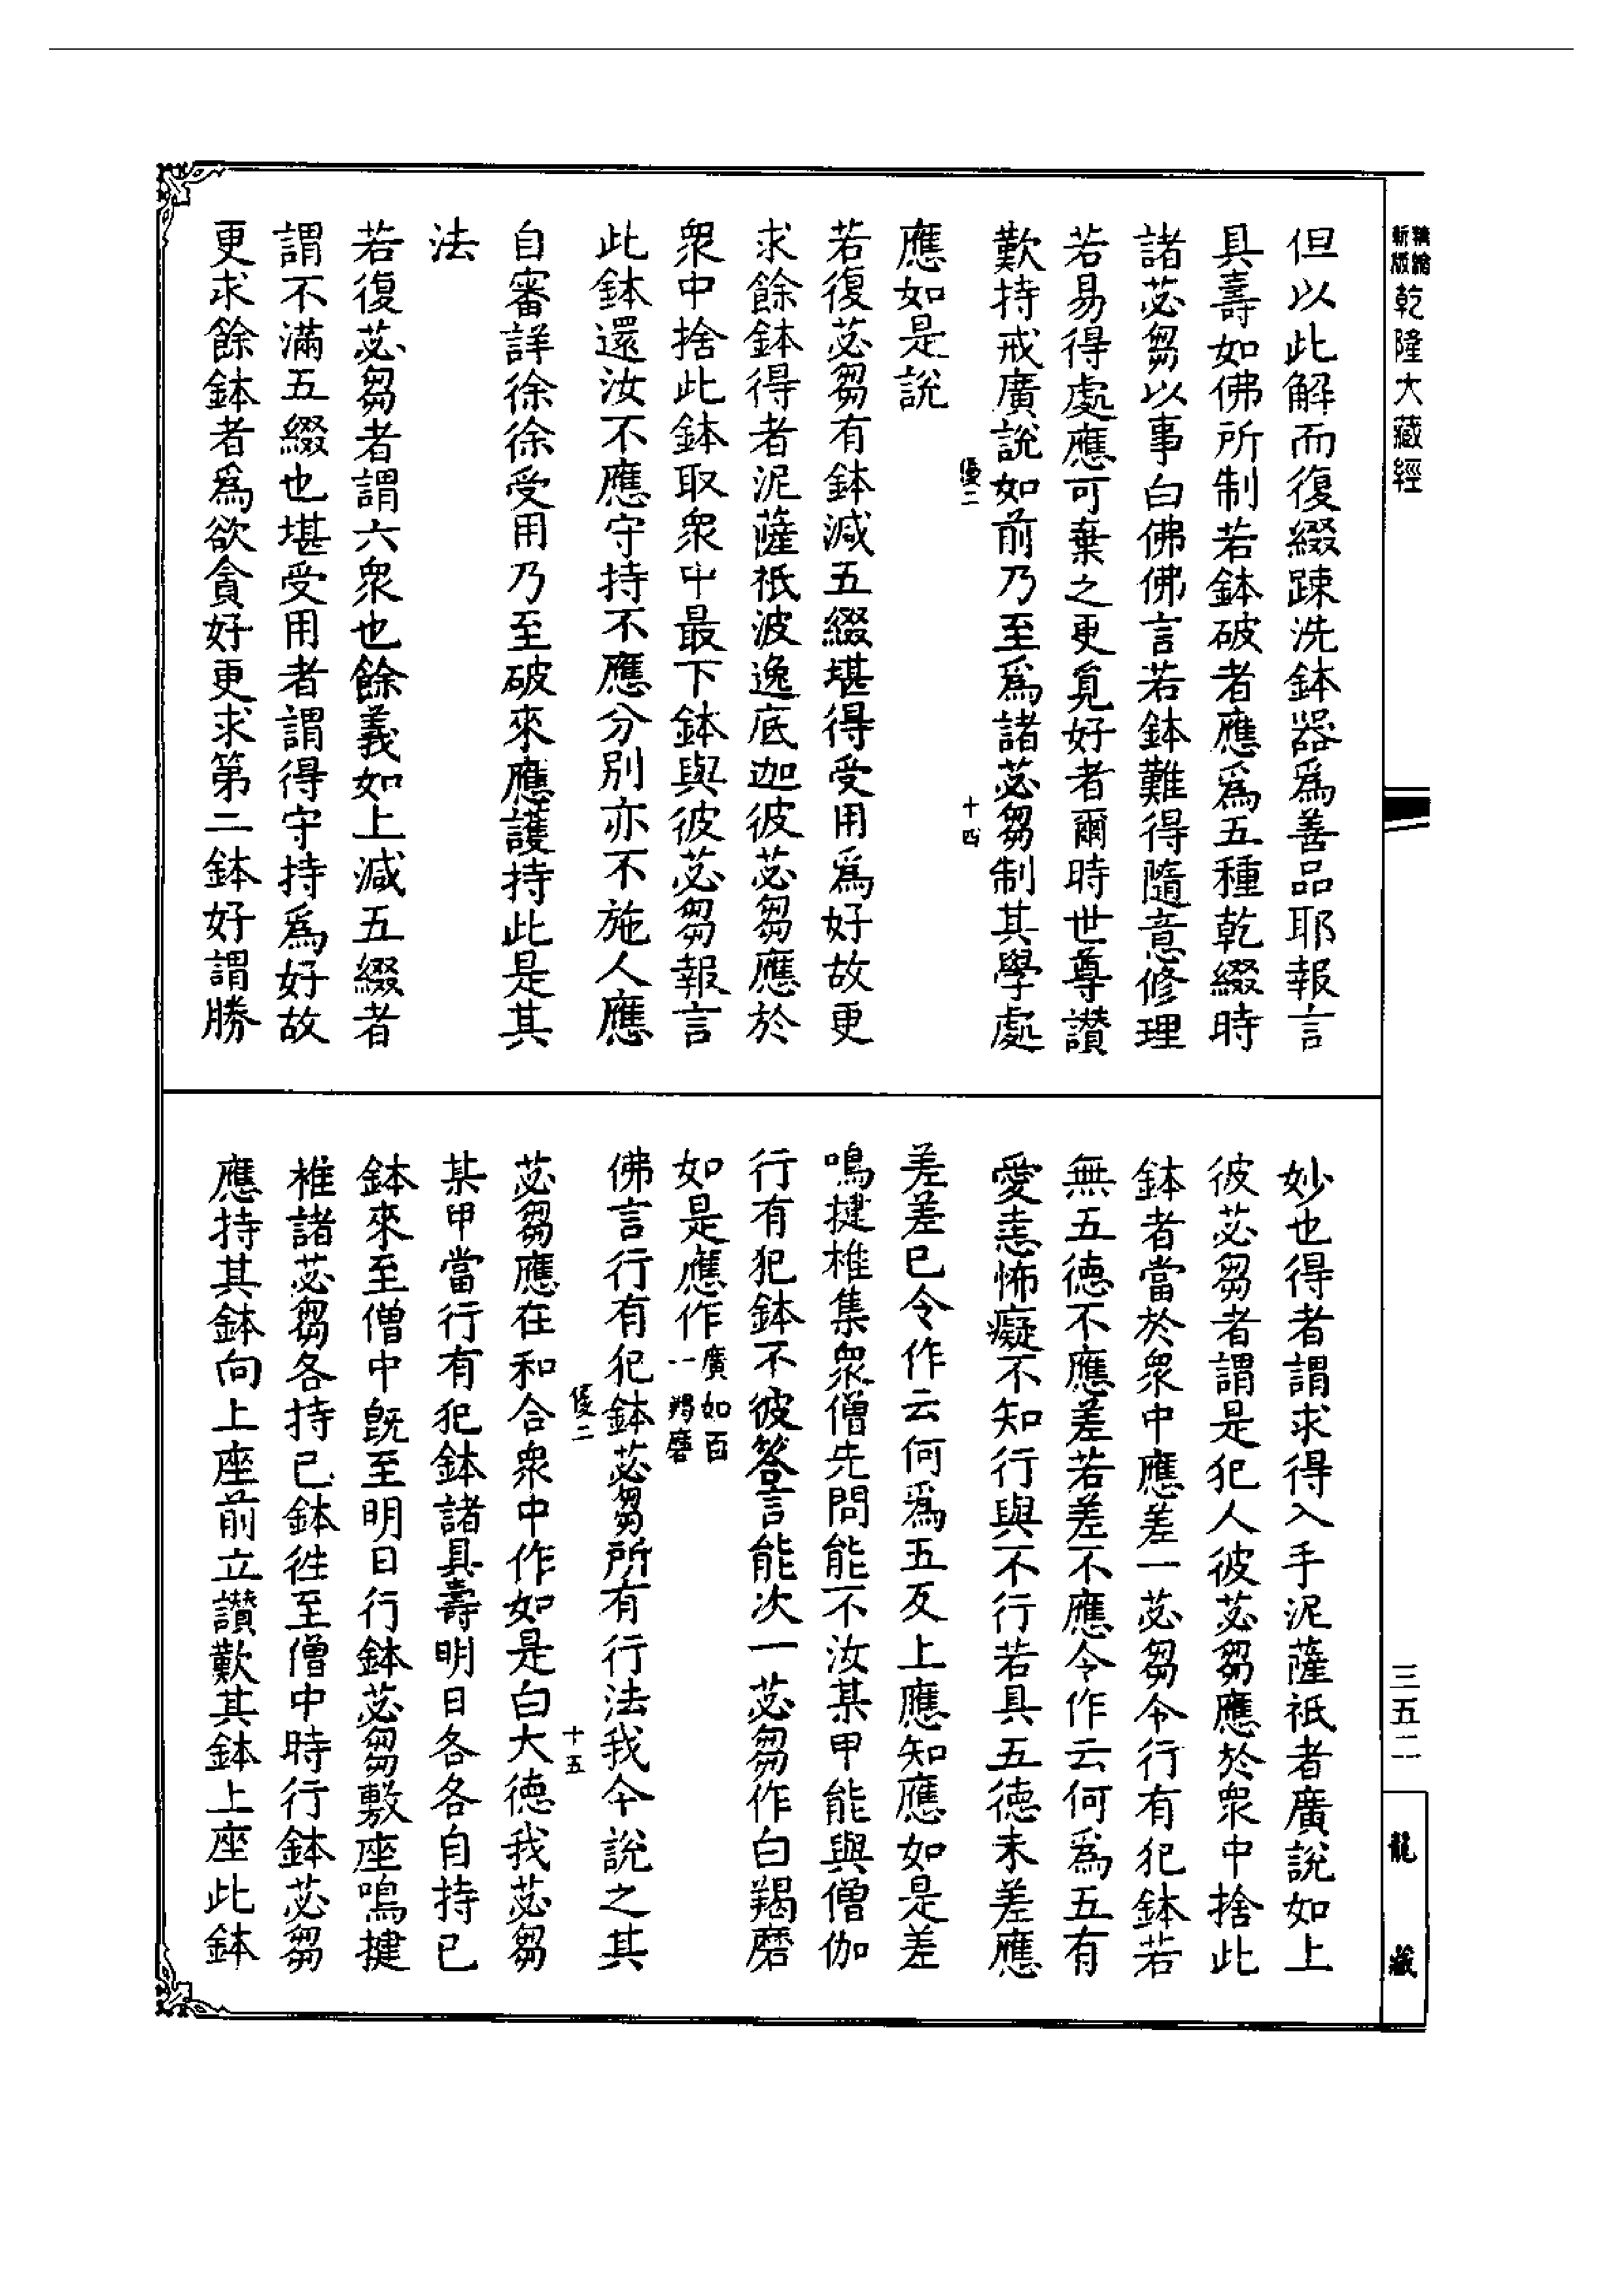 精繪新版乾隆大藏經
但以此解而復綴踈洗鉢器爲善品耶報言
具壽如佛所制若鉢破者應爲五種乾綴時
諸苾芻以事白佛佛言若鉢難得隨意修理
若易得處應可棄之更覓好者爾時世尊讃
歎持戒廣說如前乃至爲諸苾芻制其學處
優二
十四
應如是說
若復苾芻有鉢減五綴堪得受用爲好故更
求餘鉢得者泥薩祇波逸底迦彼苾芻應於
衆中捨此鉢取衆中最下鉢與彼苾芻報言
此鉢還汝不應守持不應分別亦不施人應
自審詳徐徐受用乃至破來應護持此是其
法
若復苾芻者謂六衆也餘義如上減五綴者
謂不滿五綴也堪受用者謂得守持爲好故
更求餘鉢者爲欲貪好更求第二鉢好謂勝
妙也得者謂求得入手泥薩祇者廣說如上
彼苾芻者謂是犯人彼苾芻應於衆中捨此
鉢者當於衆中應差一苾芻令行有犯鉢若
無五德不應差若差不應令作云何爲五有
愛恚怖癡不知行與不行若具五德未差應
差差已令作云何爲五反上應知應如是差
鳴揵椎集衆僧先問能不汝某甲能與僧伽
行有犯鉢不彼答言能次一苾芻作白羯磨
如是應作廣如百一羯磨
佛言行有犯鉢苾芻所有行法我今說之其
優二
十五
苾芻應在和合衆中作如是白大德我苾芻
某甲當行有犯鉢諸具壽明日各各自持已
鉢來至僧中旣至明日行鉢苾芻敷座鳴揵
椎諸苾芻各持已鉢徃至僧中時行鉢苾芻
應持其鉢向上座前立讃歎其鉢上座此鉢
三五二
龍藏